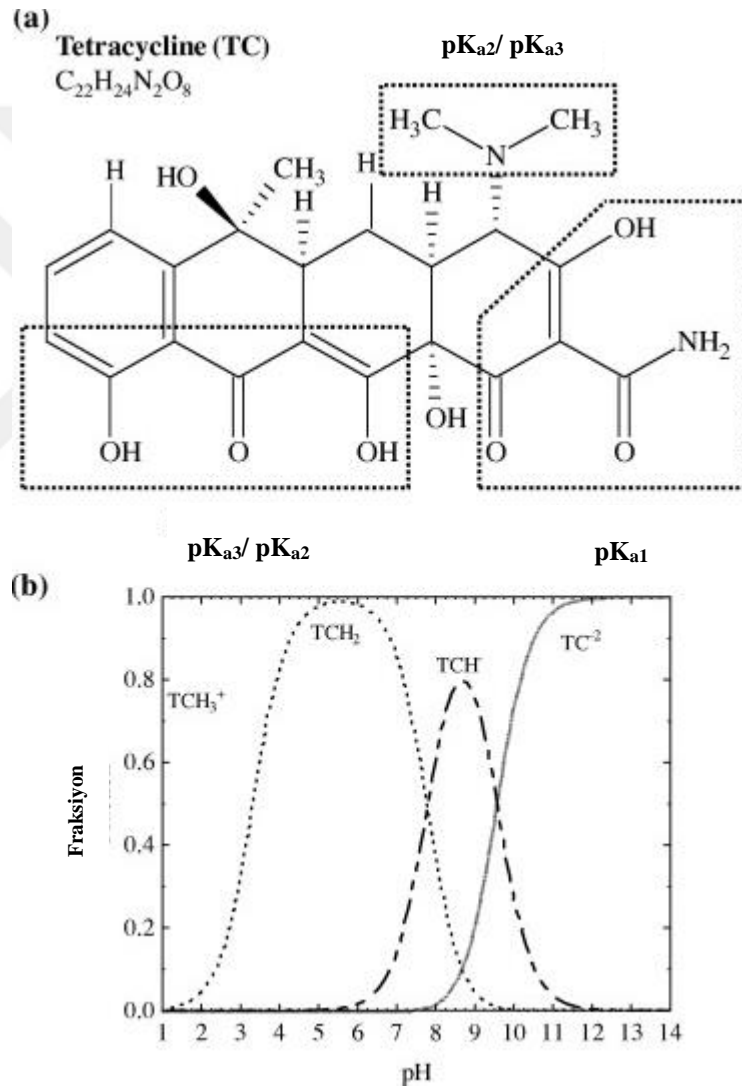 (a)
Tetracycline (TC)
C₂₂H₂₄N₂O₈
pKₐ₂/ pKₐ₃
H₃C CH₃
N
H HO CH₃ H H H
OH
NH₂
OH O OH OH O O
pKₐ₃/ pKₐ₂ pKₐ₁
(b)
1.0
0.8
0.6
0.4
0.2
0.0
Fraksiyon
TCH₃⁺
TCH₂
TCH⁻
TC⁻²
1 2 3 4 5 6 7 8 9 10 11 12 13 14
pH